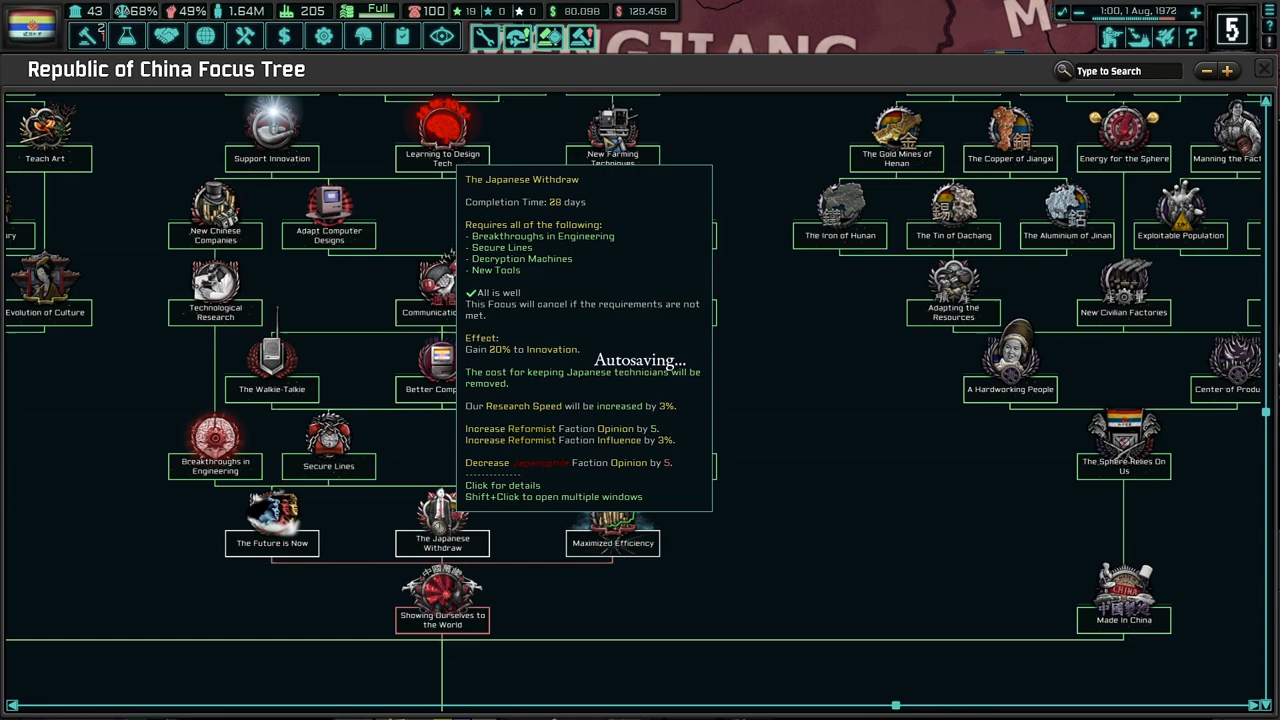 43
68%
49%
1.64M
205
Full
100
19
0
0
$ 80.09B
$ 129.45B
1:00, 1 Aug, 1972
5
2
Republic of China Focus Tree
Type to Search
Teach Art
Support Innovation
Learning to Design
Tech
New Farming
Techniques
The Gold Mines of
Henan
The Copper of Jiangxi
Energy for the Sphere
Manning the Fact
New Chinese
Companies
Adapt Computer
Designs
The Iron of Hunan
The Tin of Dachang
The Aluminium of Jinan
Exploitable Population
Evolution of Culture
Technological
Research
Adapting the
Resources
New Civilian Factories
The Walkie-Talkie
Better Comp
A Hardworking People
Center of Produ
Breakthroughs in
Engineering
Secure Lines
The Sphere Relies On
Us
The Future is Now
The Japanese
Withdraw
Maximized Efficiency
Showing Ourselves to
the World
CHINA
中國製造
Made In China
The Japanese Withdraw
Completion Time: 28 days
Requires all of the following:
- Breakthroughs in Engineering
- Secure Lines
- Decryption Machines
- New Tools
All is well
This Focus will cancel if the requirements are not
met.
Effect:
Gain 20% to Innovation.
Autosaving...
The cost for keeping Japanese technicians will be
removed.
Our Research Speed will be increased by 3%.
Increase Reformist Faction Opinion by 5.
Increase Reformist Faction Influence by 3%.
Decrease Japanophile Faction Opinion by 5.
--------------
Click for details
Shift+Click to open multiple windows